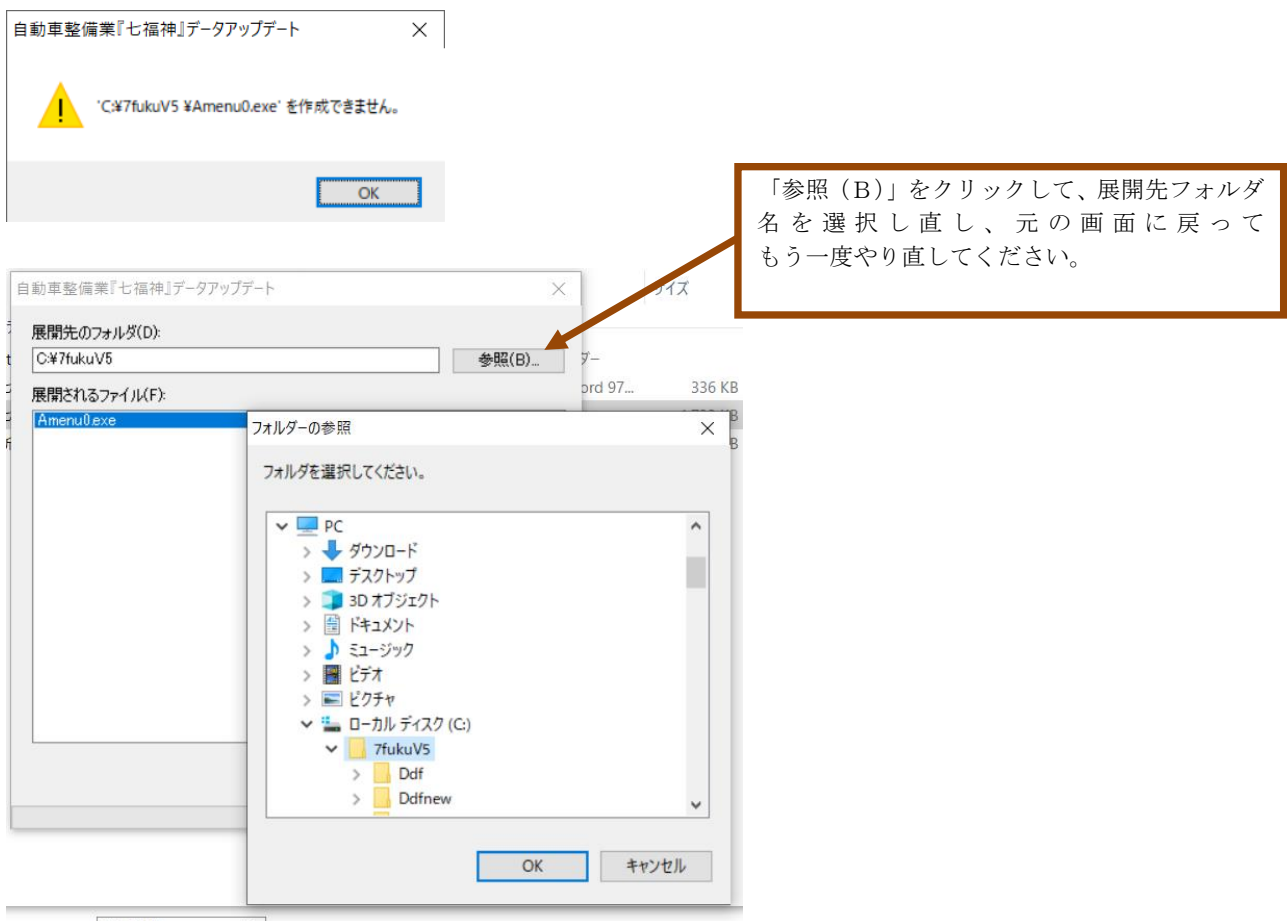 自動車整備業『七福神』データアップデート
'C:¥7fukuV5 ¥Amenu0.exe' を作成できません。
OK
「参照（B）」をクリックして、展開先フォルダ
名を選択し直し、元の画面に戻って
もう一度やり直してください。
自動車整備業『七福神』データアップデート
イズ
展開先のフォルダ(D):
C:¥7fukuV5
参照(B)...
ダー
展開されるファイル(F):
ord 97...
336 KB
Amenu0.exe
フォルダーの参照
フォルダを選択してください。
PC
ダウンロード
デスクトップ
3D オブジェクト
ドキュメント
ミュージック
ビデオ
ピクチャ
ローカル ディスク (C:)
7fukuV5
Ddf
Ddfnew
OK
キャンセル